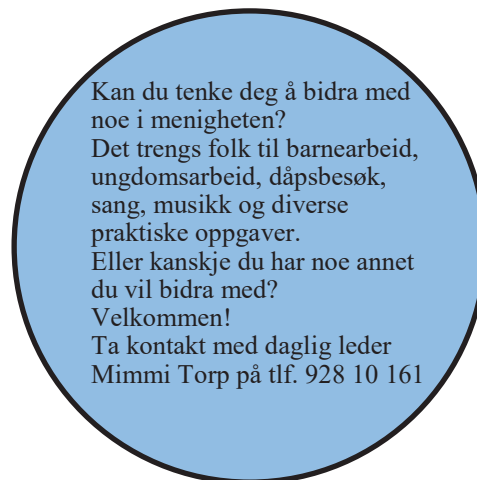 Kan du tenke deg å bidra med
noe i menigheten?
Det trengs folk til barnearbeid,
ungdomsarbeid, dåpsbesøk,
sang, musikk og diverse
praktiske oppgaver.
Eller kanskje du har noe annet
du vil bidra med?
Velkommen!
Ta kontakt med daglig leder
Mimmi Torp på tlf. 928 10 161